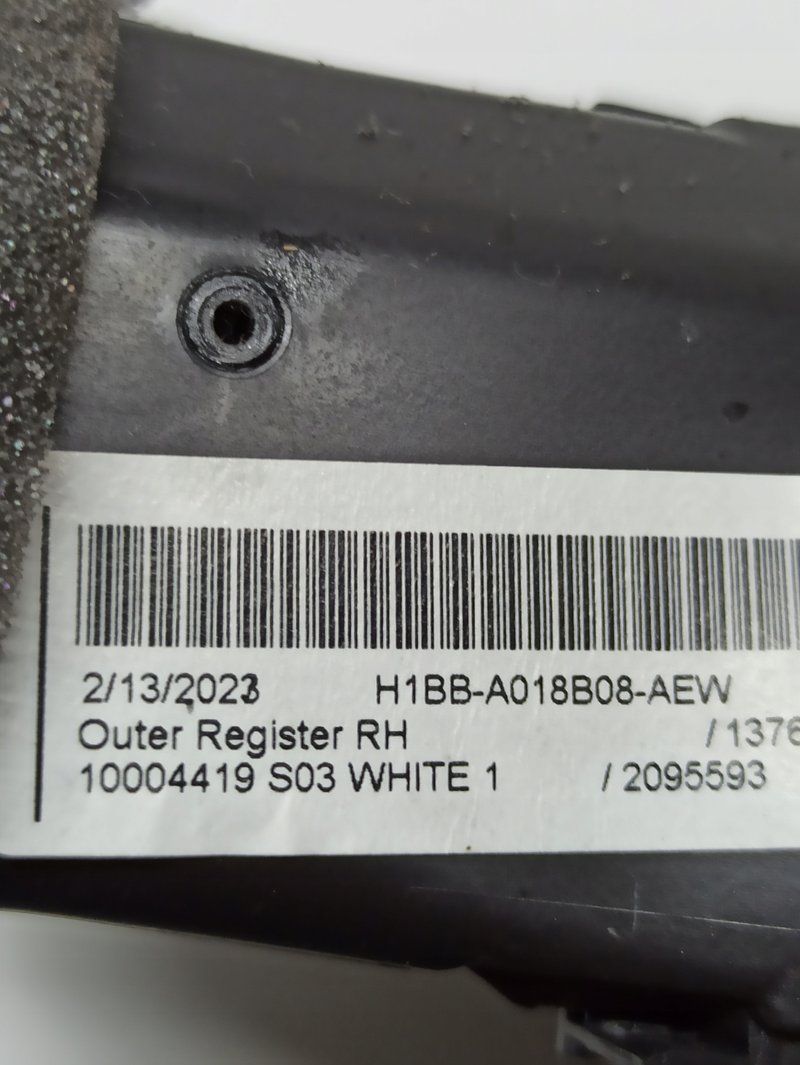 2/13/2023 H1BB-A018B08-AEW
Outer Register RH /1376
10004419 S03 WHITE 1 / 2095593